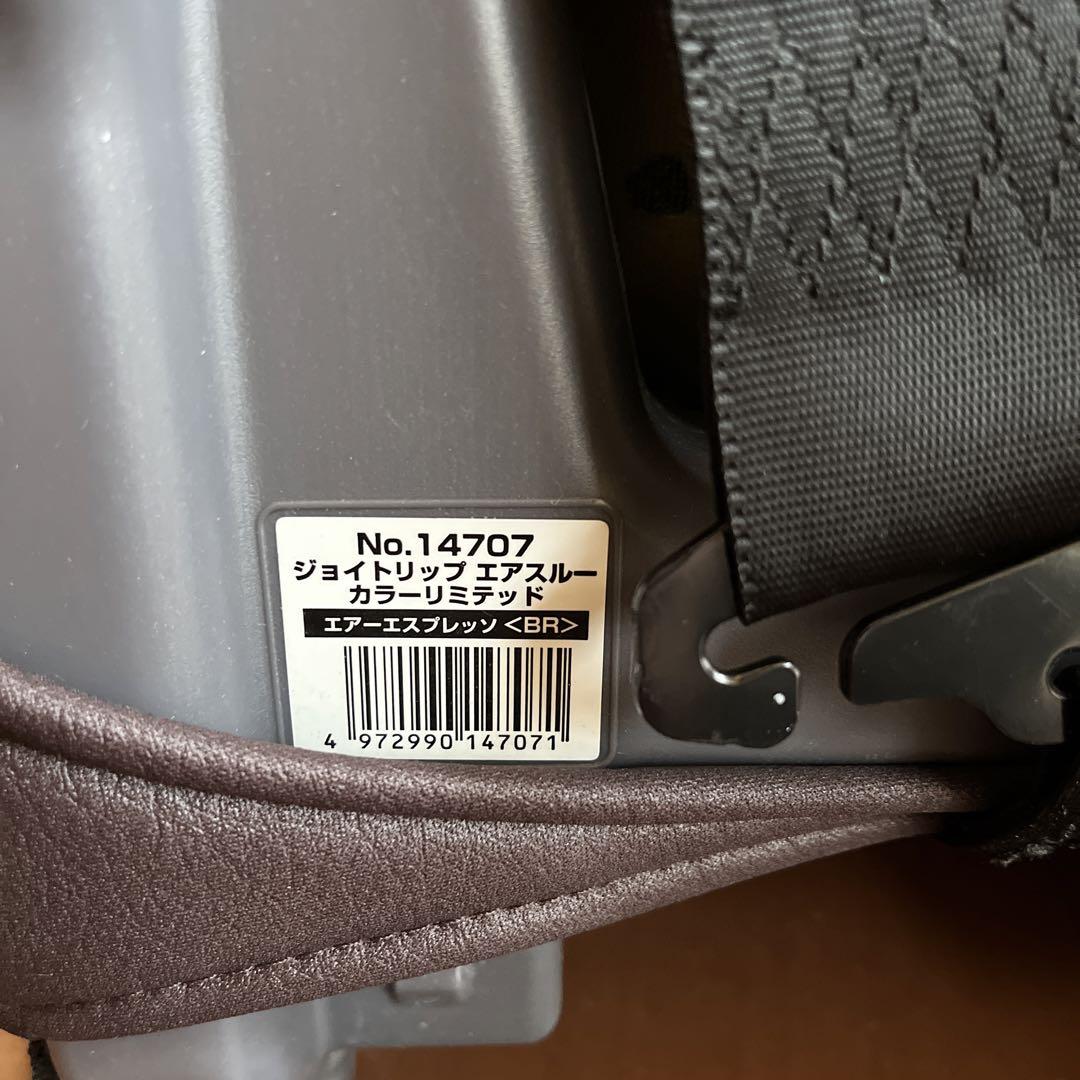 No.14707
ジョイトリップ エアスルー
カラーリミテッド
エアーエスプレッソ<BR>
4 972990 147071